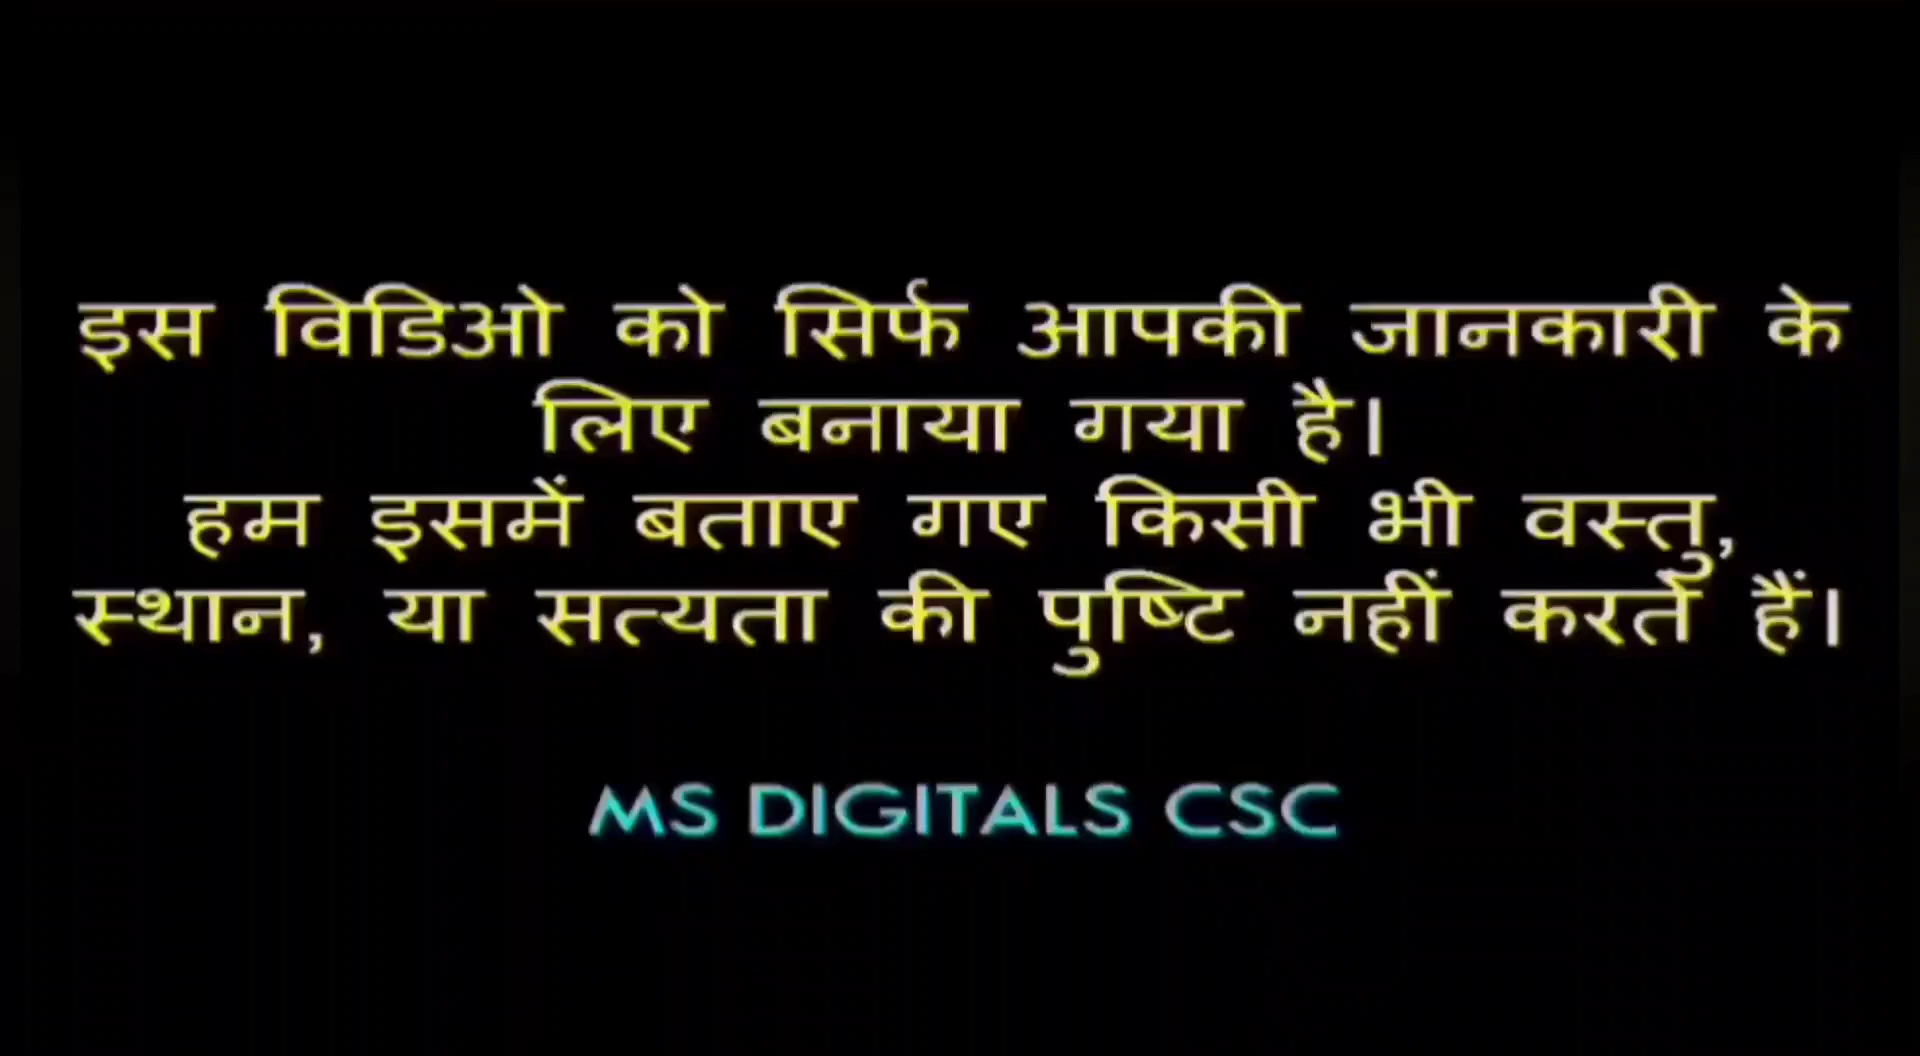 इस विडिओ को सिर्फ आपकी जानकारी के
लिए बनाया गया है।
हम इसमें बताए गए किसी भी वस्तु,
स्थान, या सत्यता की पुष्टि नहीं करते हैं।
MS DIGITALS CSC